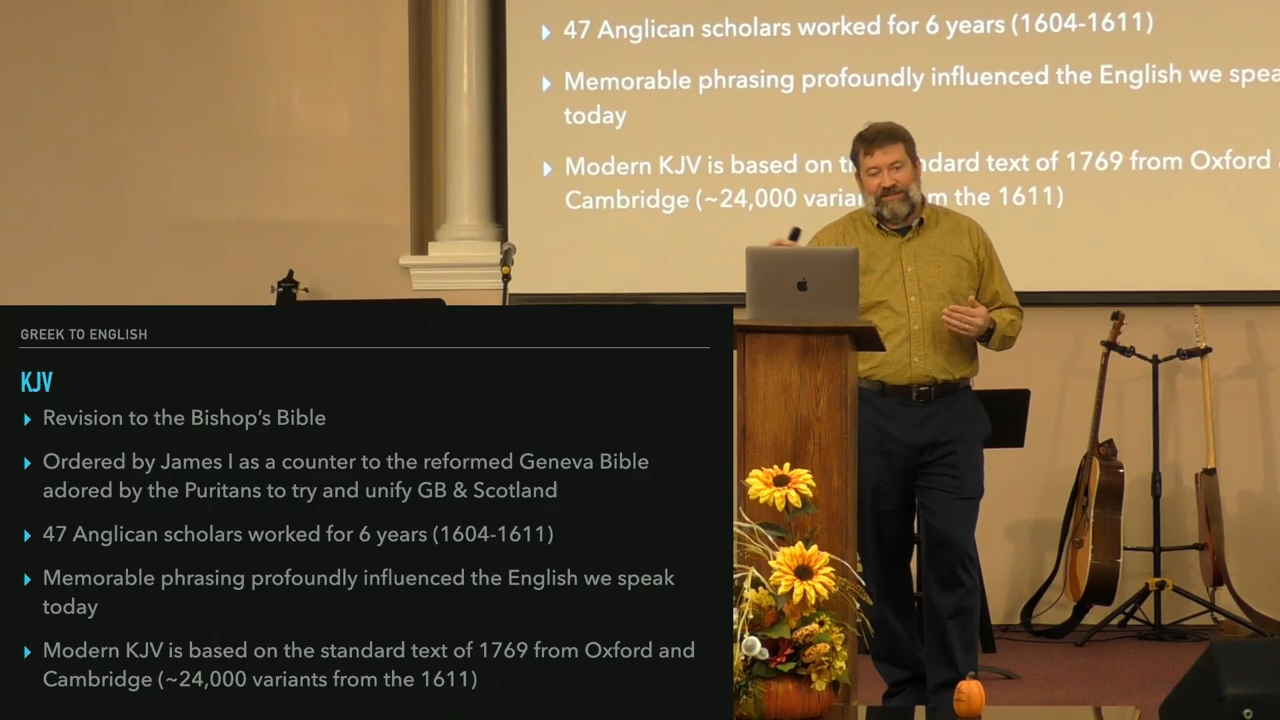 47 Anglican scholars worked for 6 years (1604-1611)
Memorable phrasing profoundly influenced the English we
today
Modern KJV is based on text of 1769 from Oxford
Cambridge (~24,000 the 1611)
GREEK TO ENGLISH
KJV
Revision to the Bishop's Bible
Ordered by James I as a counter to the reformed Geneva Bible
adored by the Puritans to try and unify GB & Scotland
47 Anglican scholars worked for 6 years (1604-1611)
Memorable phrasing profoundly influenced the English we speak
today
Modern KJV is based on the standard text of 1769 from Oxford and
Cambridge (~24,000 variants from the 1611)